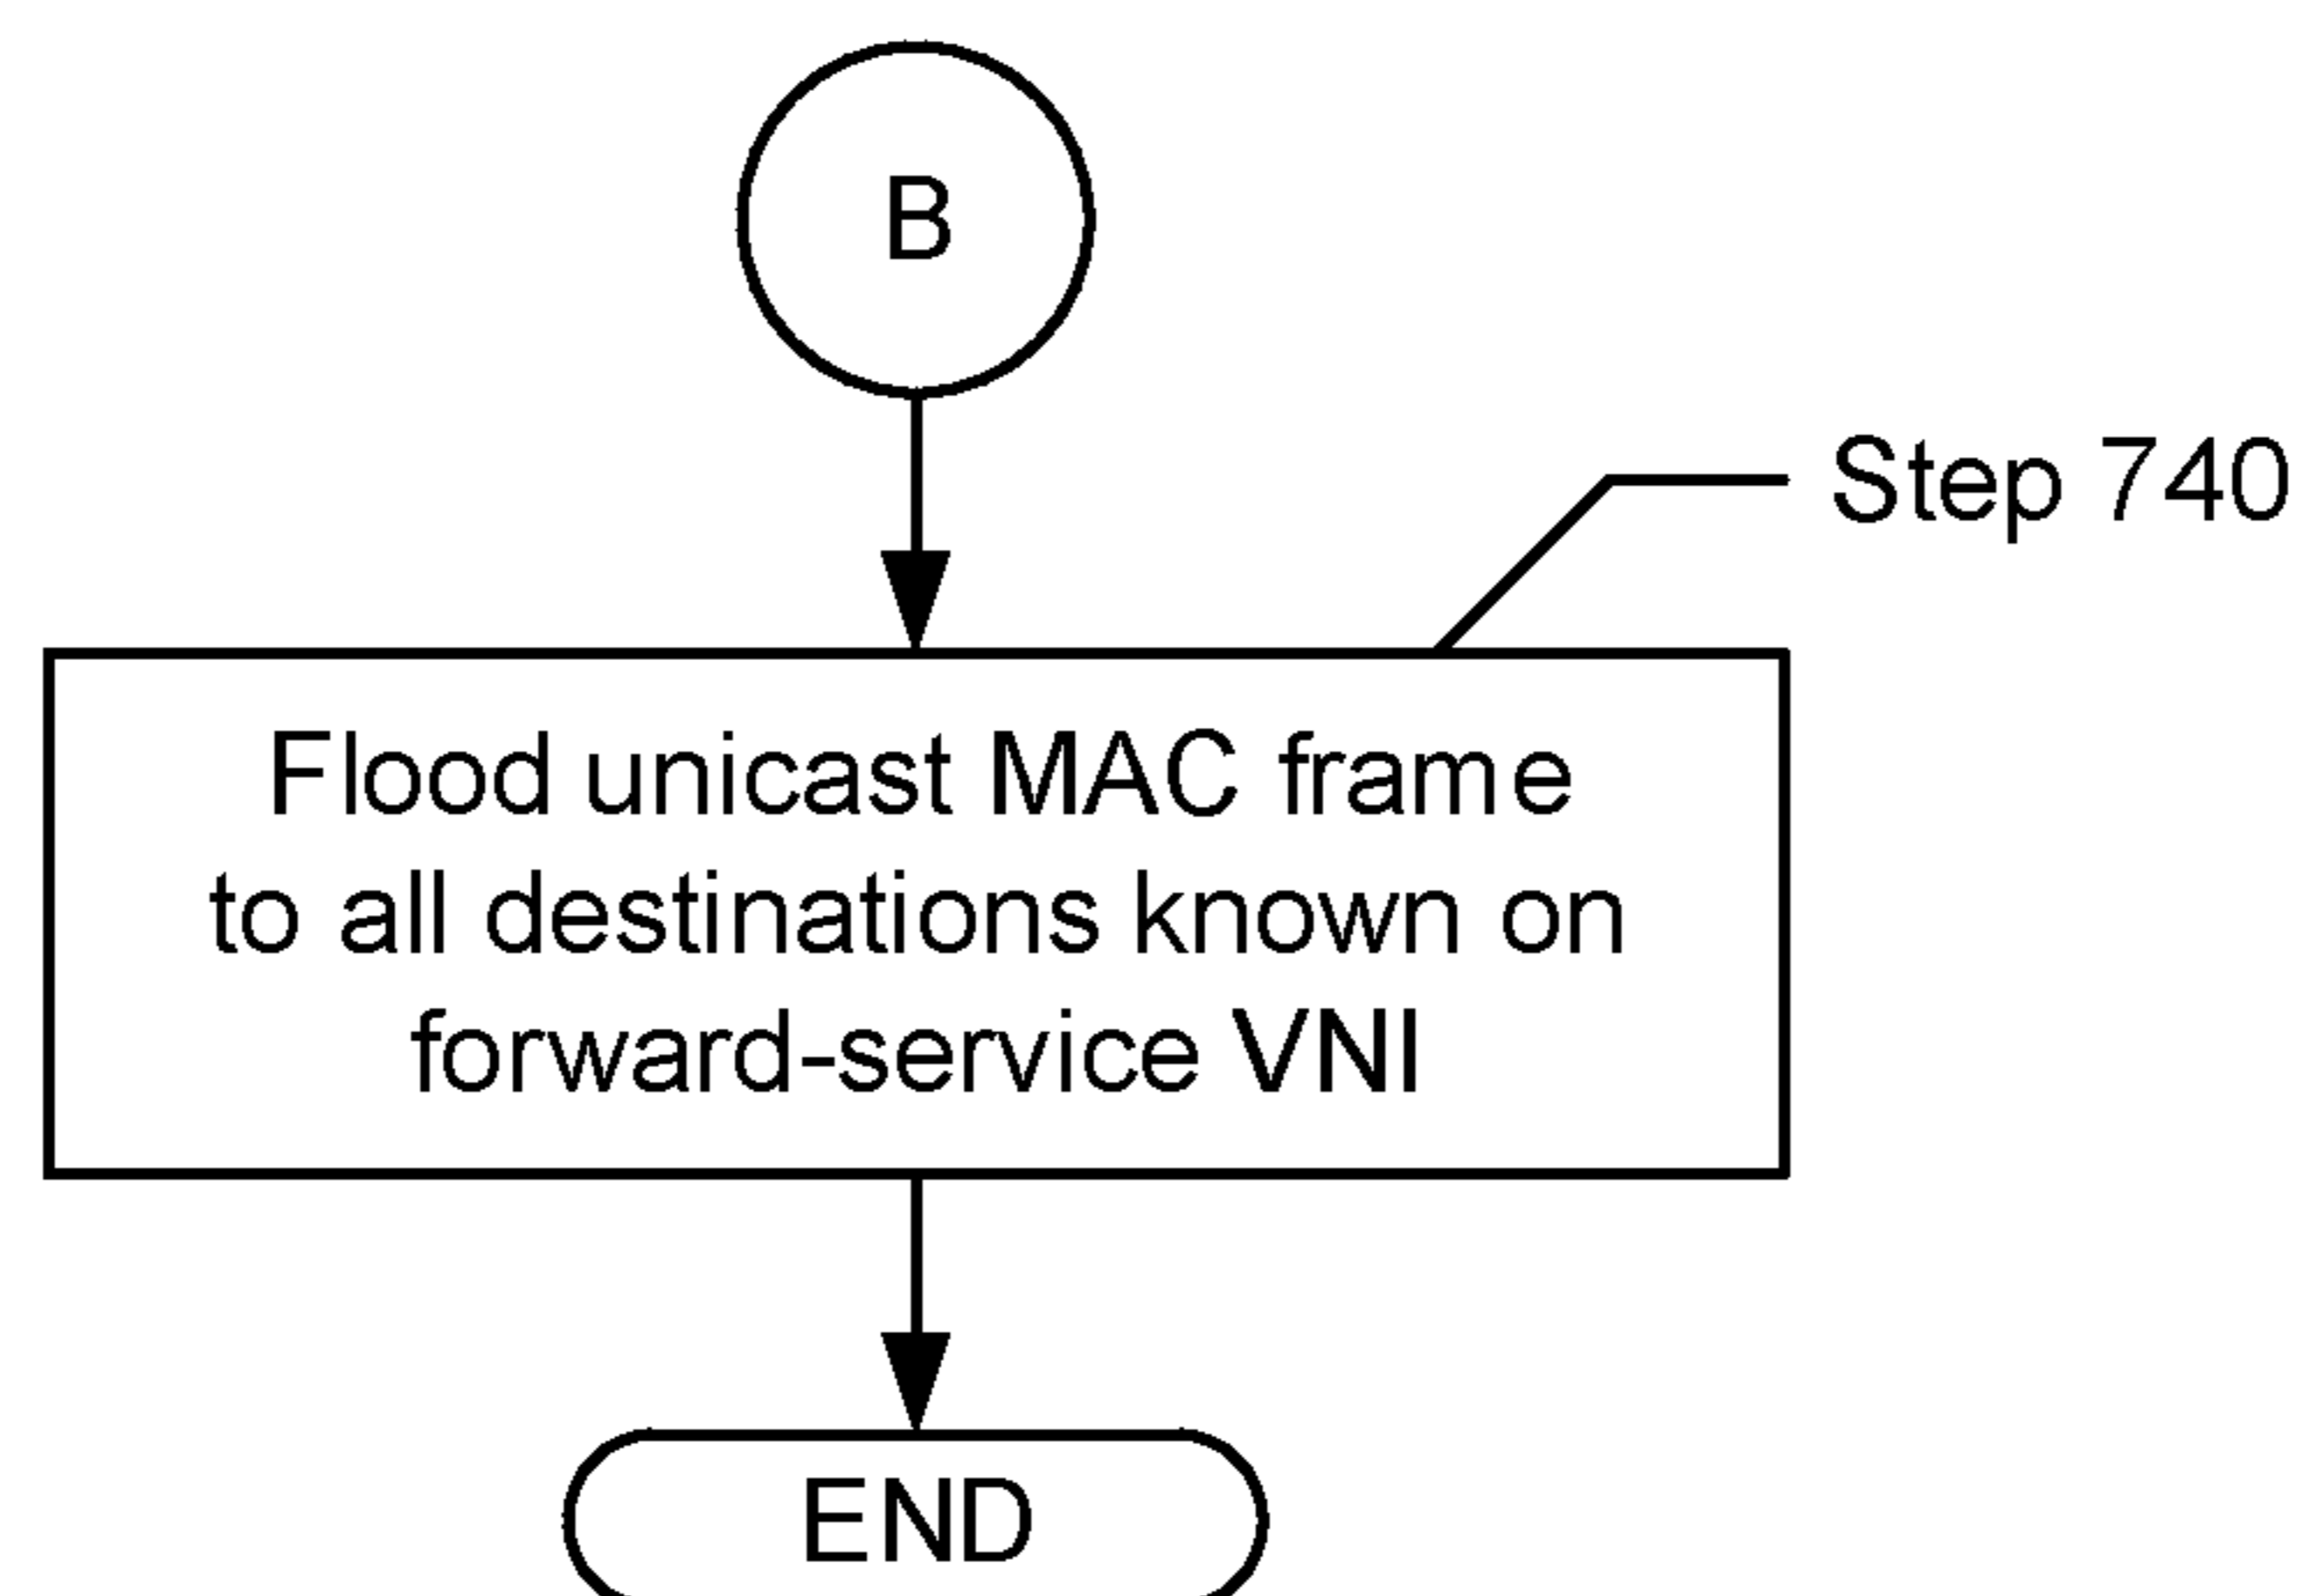 B
Step 740
Flood unicast MAC frame
to all destinations known on
forward-service VNI
END